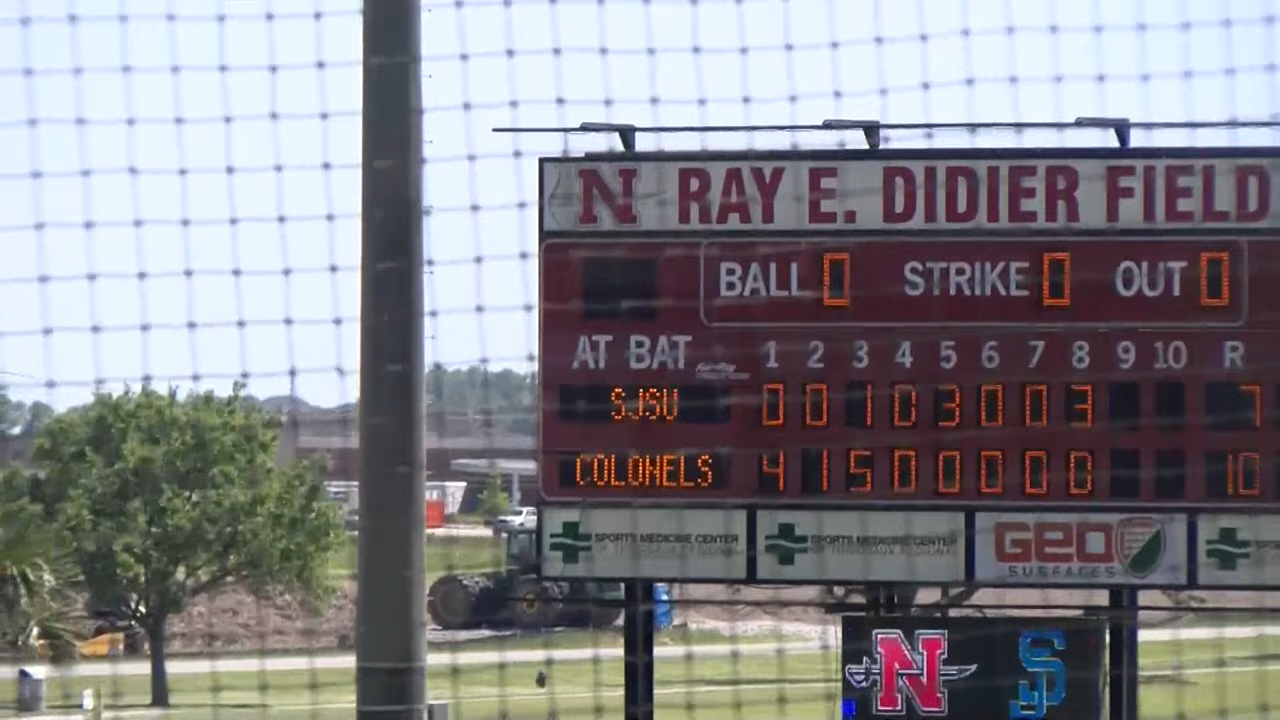 N RAY E. DIDIER FIELD
BALL 0 STRIKE 0 OUT 0
AT BAT 1 2 3 4 5 6 7 8 9 10 R
SJSU 0 0 1 0 3 0 0 3 7
COLONELS 4 1 5 0 0 0 0 0 10
SPORTS MEDICINE CENTER SPORTS MEDICINE CENTER GEO SURFACES
N SJ